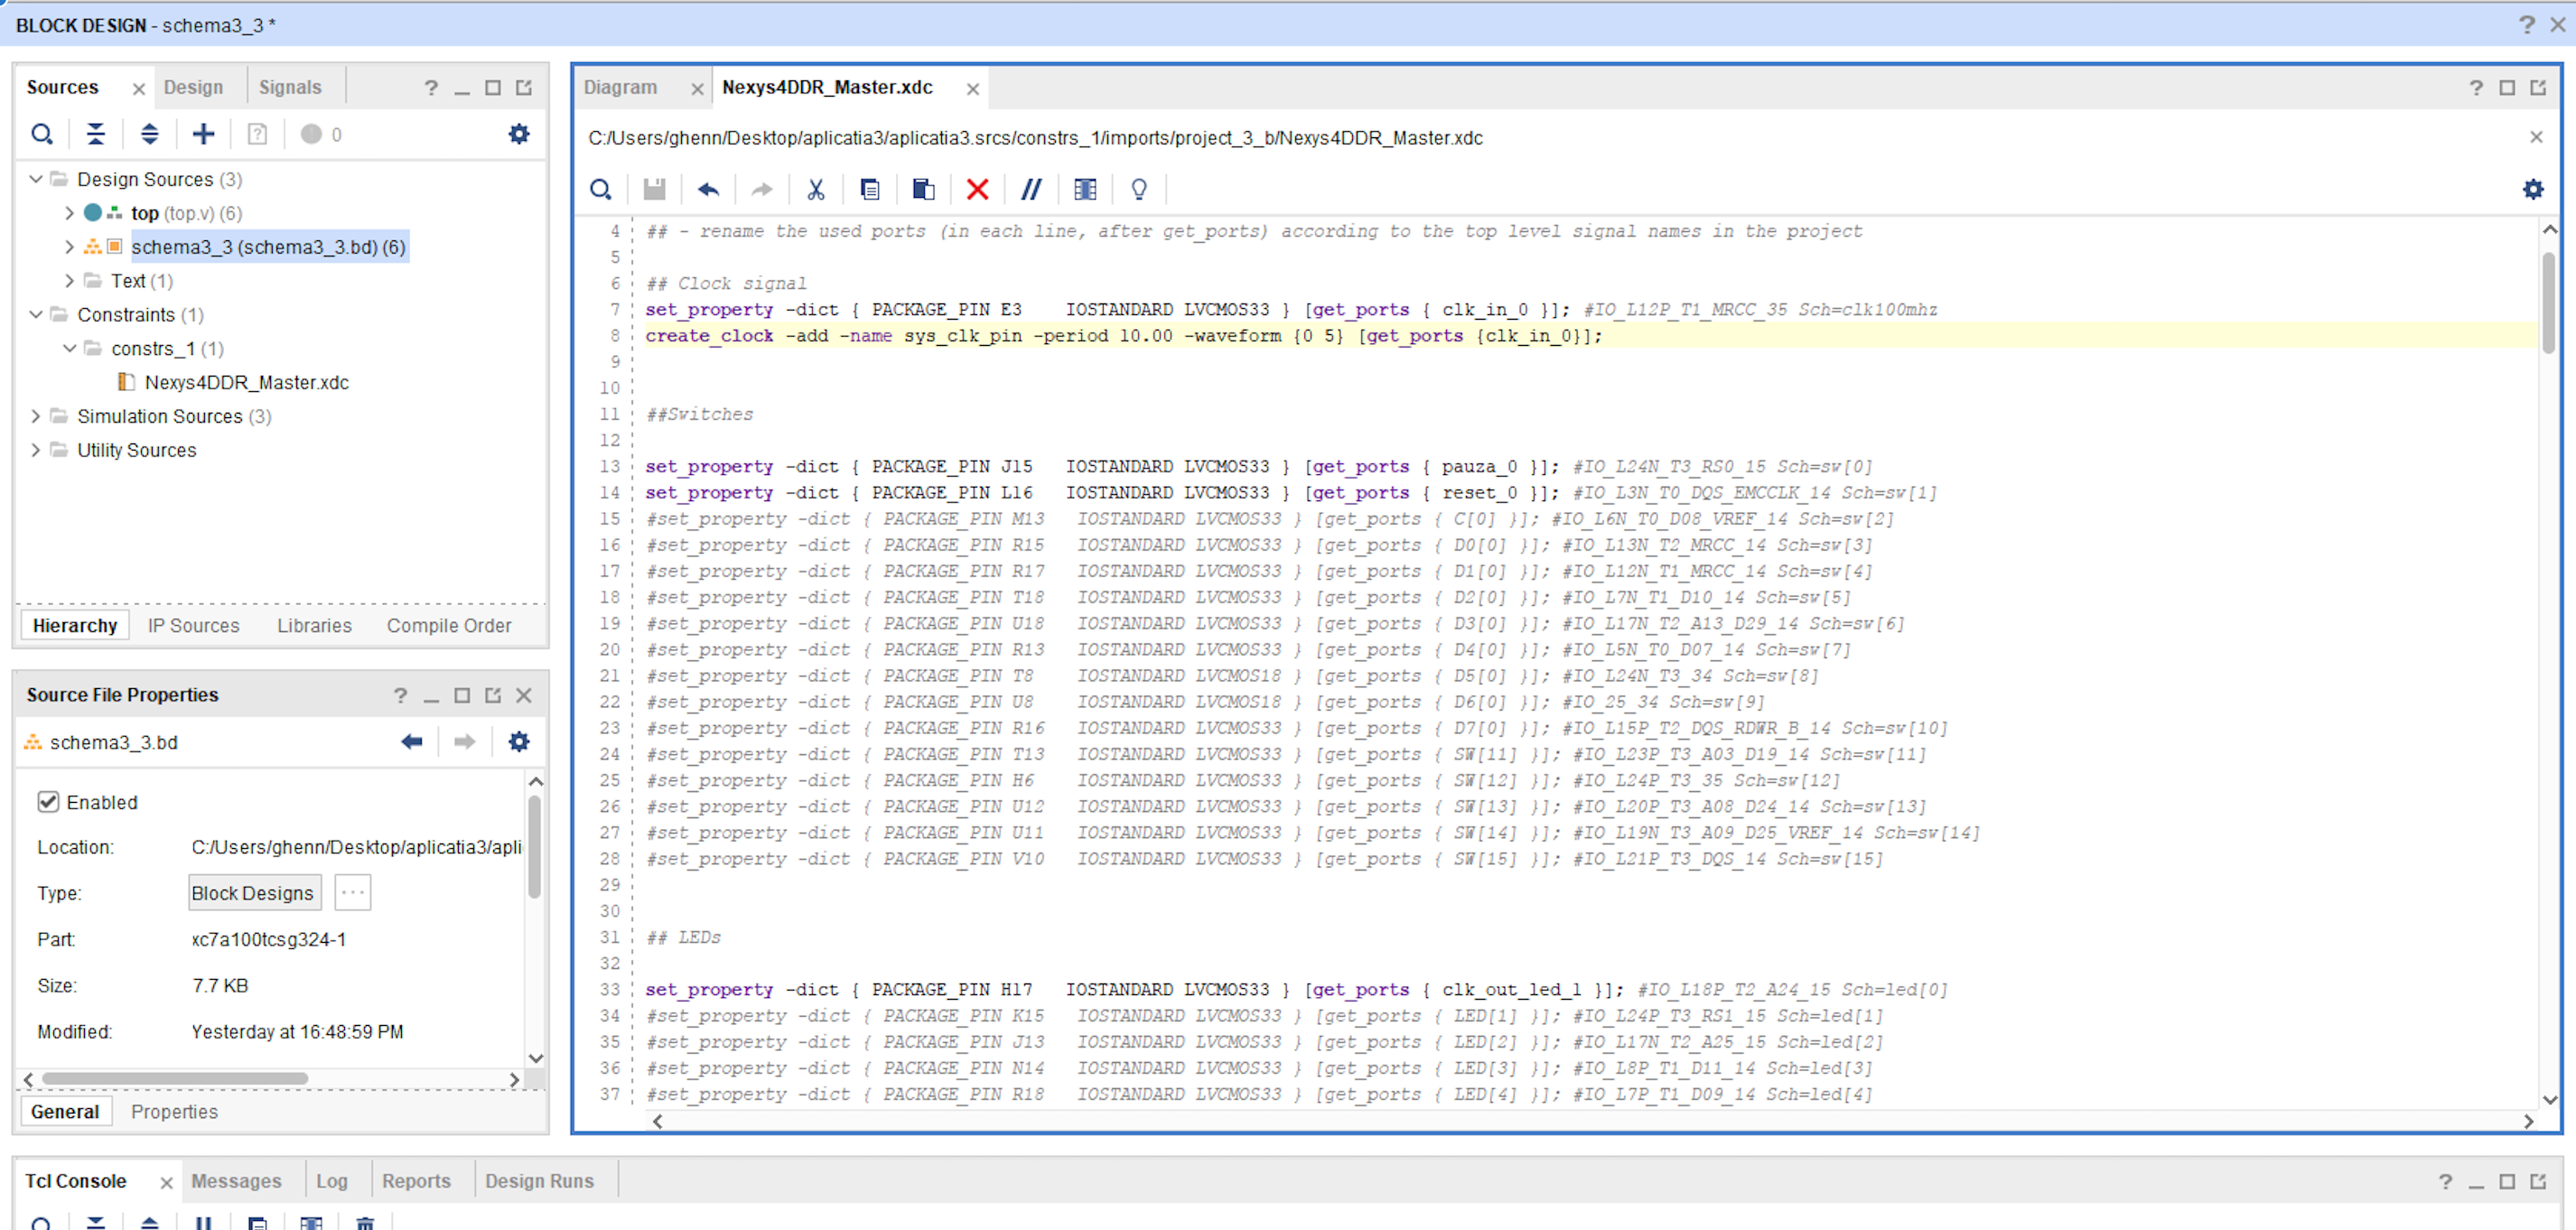 BLOCK DESIGN - schema3_3 *
Sources
Design
Signals
0
Design Sources (3)
top (top.v) (6)
schema3_3 (schema3_3.bd) (6)
Text (1)
Constraints (1)
constrs_1 (1)
Nexys4DDR_Master.xdc
Simulation Sources (3)
Utility Sources
Hierarchy IP Sources Libraries Compile Order
Source File Properties
schema3_3.bd
Enabled
Location: C:/Users/ghenn/Desktop/aplicatia3/apli
Type: Block Designs ...
Part: xc7a100tcsg324-1
Size: 7.7 KB
Modified: Yesterday at 16:48:59 PM
General Properties
Diagram
Nexys4DDR_Master.xdc
C:/Users/ghenn/Desktop/aplicatia3/aplicatia3.srcs/constrs_1/imports/project_3_b/Nexys4DDR_Master.xdc
4 ## - rename the used ports (in each line, after get_ports) according to the top level signal names in the project
5
6 ## Clock signal
7 set_property -dict { PACKAGE_PIN E3 IOSTANDARD LVCMOS33 } [get_ports { clk_in_0 }]; #IO_L12P_T1_MRCC_35 Sch=clk100mhz
8 create_clock -add -name sys_clk_pin -period 10.00 -waveform {0 5} [get_ports {clk_in_0}];
9
10
11 ##Switches
12
13 set_property -dict { PACKAGE_PIN J15 IOSTANDARD LVCMOS33 } [get_ports { pauza_0 }]; #IO_L24N_T3_RS0_15 Sch=sw[0]
14 set_property -dict { PACKAGE_PIN L16 IOSTANDARD LVCMOS33 } [get_ports { reset_0 }]; #IO_L3N_T0_DQS_EMCCLK_14 Sch=sw[1]
15 #set_property -dict { PACKAGE_PIN M13 IOSTANDARD LVCMOS33 } [get_ports { C[0] }]; #IO_L6N_T0_D08_VREF_14 Sch=sw[2]
16 #set_property -dict { PACKAGE_PIN R15 IOSTANDARD LVCMOS33 } [get_ports { D0[0] }]; #IO_L13N_T2_MRCC_14 Sch=sw[3]
17 #set_property -dict { PACKAGE_PIN R17 IOSTANDARD LVCMOS33 } [get_ports { D1[0] }]; #IO_L12N_T1_MRCC_14 Sch=sw[4]
18 #set_property -dict { PACKAGE_PIN T18 IOSTANDARD LVCMOS33 } [get_ports { D2[0] }]; #IO_L7N_T1_D10_14 Sch=sw[5]
19 #set_property -dict { PACKAGE_PIN U18 IOSTANDARD LVCMOS33 } [get_ports { D3[0] }]; #IO_L17N_T2_A13_D29_14 Sch=sw[6]
20 #set_property -dict { PACKAGE_PIN R13 IOSTANDARD LVCMOS33 } [get_ports { D4[0] }]; #IO_L5N_T0_D07_14 Sch=sw[7]
21 #set_property -dict { PACKAGE_PIN T8 IOSTANDARD LVCMOS18 } [get_ports { D5[0] }]; #IO_L24N_T3_34 Sch=sw[8]
22 #set_property -dict { PACKAGE_PIN U8 IOSTANDARD LVCMOS18 } [get_ports { D6[0] }]; #IO_25_34 Sch=sw[9]
23 #set_property -dict { PACKAGE_PIN R16 IOSTANDARD LVCMOS33 } [get_ports { D7[0] }]; #IO_L15P_T2_DQS_RDWR_B_14 Sch=sw[10]
24 #set_property -dict { PACKAGE_PIN T13 IOSTANDARD LVCMOS33 } [get_ports { SW[11] }]; #IO_L23P_T3_A03_D19_14 Sch=sw[11]
25 #set_property -dict { PACKAGE_PIN H6 IOSTANDARD LVCMOS33 } [get_ports { SW[12] }]; #IO_L24P_T3_35 Sch=sw[12]
26 #set_property -dict { PACKAGE_PIN U12 IOSTANDARD LVCMOS33 } [get_ports { SW[13] }]; #IO_L20P_T3_A08_D24_14 Sch=sw[13]
27 #set_property -dict { PACKAGE_PIN U11 IOSTANDARD LVCMOS33 } [get_ports { SW[14] }]; #IO_L19N_T3_A09_D25_VREF_14 Sch=sw[14]
28 #set_property -dict { PACKAGE_PIN V10 IOSTANDARD LVCMOS33 } [get_ports { SW[15] }]; #IO_L21P_T3_DQS_14 Sch=sw[15]
29
30
31 ## LEDs
32
33 set_property -dict { PACKAGE_PIN H17 IOSTANDARD LVCMOS33 } [get_ports { clk_out_led_1 }]; #IO_L18P_T2_A24_15 Sch=led[0]
34 #set_property -dict { PACKAGE_PIN K15 IOSTANDARD LVCMOS33 } [get_ports { LED[1] }]; #IO_L24P_T3_RS1_15 Sch=led[1]
35 #set_property -dict { PACKAGE_PIN J13 IOSTANDARD LVCMOS33 } [get_ports { LED[2] }]; #IO_L17N_T2_A25_15 Sch=led[2]
36 #set_property -dict { PACKAGE_PIN N14 IOSTANDARD LVCMOS33 } [get_ports { LED[3] }]; #IO_L8P_T1_D11_14 Sch=led[3]
37 #set_property -dict { PACKAGE_PIN R18 IOSTANDARD LVCMOS33 } [get_ports { LED[4] }]; #IO_L7P_T1_D09_14 Sch=led[4]
Tcl Console
Messages
Log
Reports
Design Runs